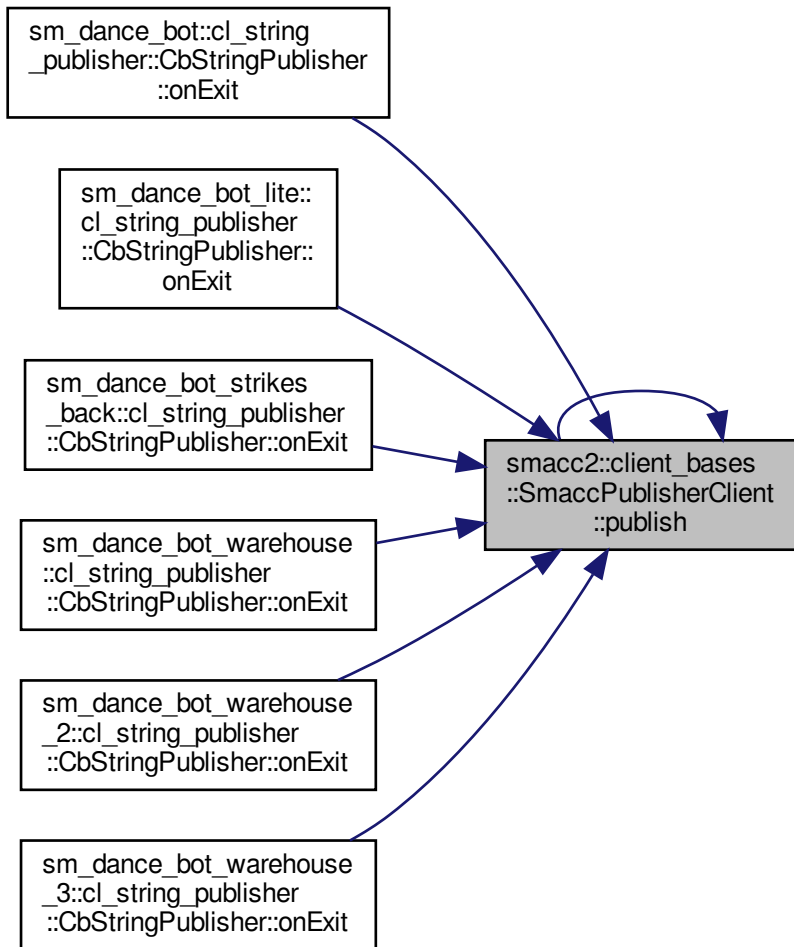 sm_dance_bot::cl_string
_publisher::CbStringPublisher
::onExit
sm_dance_bot_lite::
cl_string_publisher
::CbStringPublisher::
onExit
sm_dance_bot_strikes
_back::cl_string_publisher
::CbStringPublisher::onExit
sm_dance_bot_warehouse
::cl_string_publisher
::CbStringPublisher::onExit
sm_dance_bot_warehouse
_2::cl_string_publisher
::CbStringPublisher::onExit
sm_dance_bot_warehouse
_3::cl_string_publisher
::CbStringPublisher::onExit
smacc2::client_bases
::SmaccPublisherClient
::publish